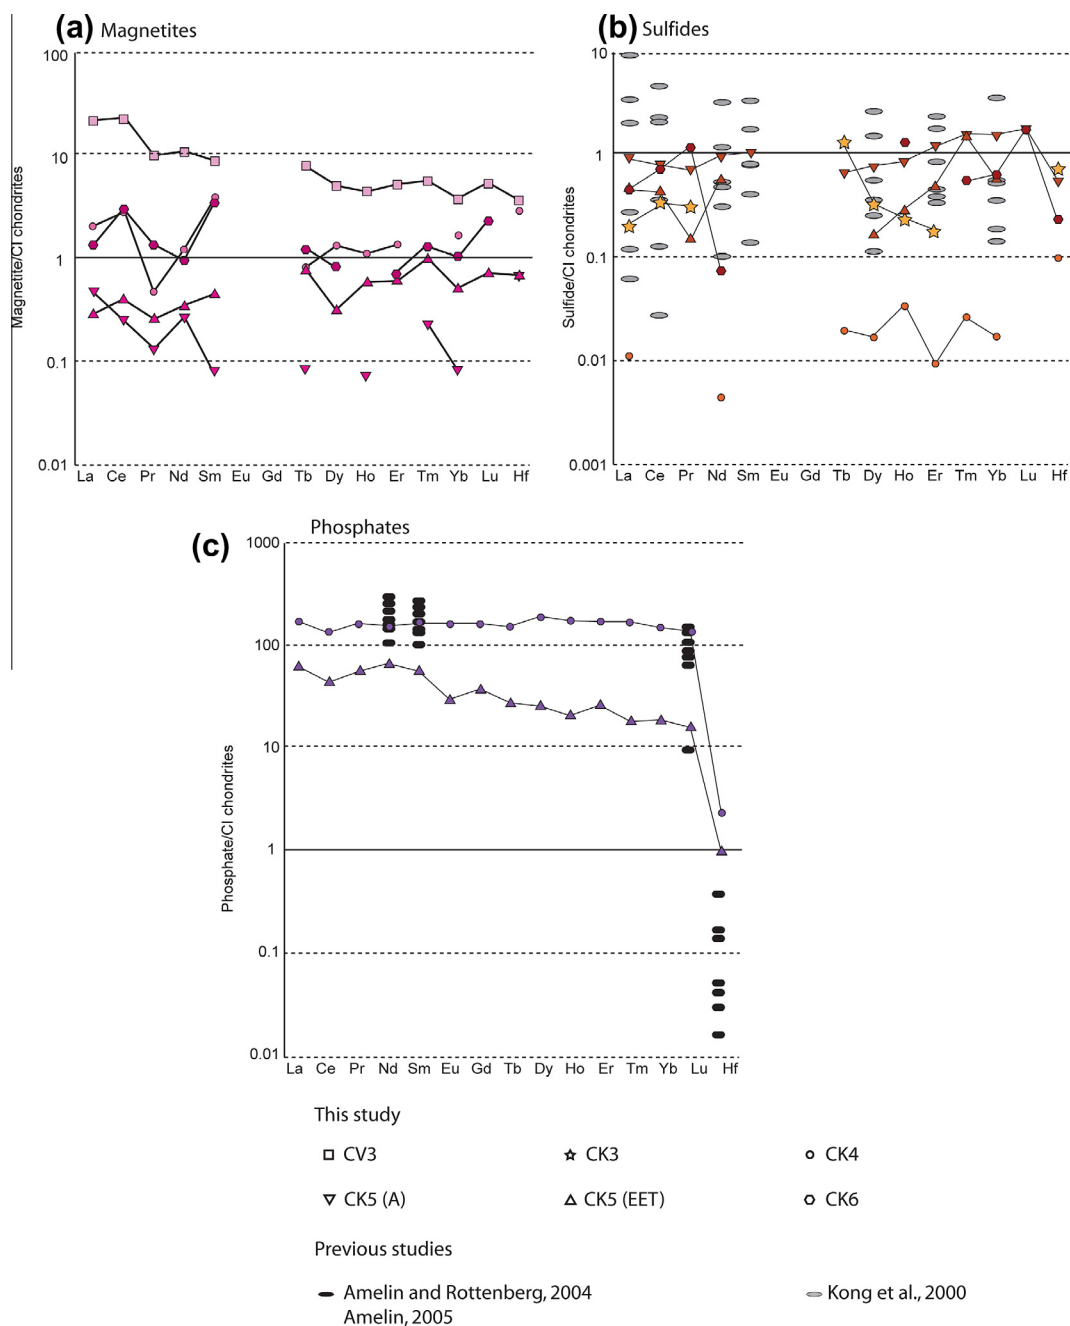 (a) Magnetites
100
10
1
0.1
0.01
Magnetite/CI chondrites
La Ce Pr Nd Sm Eu Gd Tb Dy Ho Er Tm Yb Lu Hf
(b) Sulfides
10
1
0.1
0.01
0.001
Sulfide/CI chondrites
La Ce Pr Nd Sm Eu Gd Tb Dy Ho Er Tm Yb Lu Hf
(c) Phosphates
1000
100
10
1
0.1
0.01
Phosphate/CI chondrites
La Ce Pr Nd Sm Eu Gd Tb Dy Ho Er Tm Yb Lu Hf
This study
CV3 CK3 CK4
CK5 (A) CK5 (EET) CK6
Previous studies
Amelin and Rottenberg, 2004 Kong et al., 2000
Amelin, 2005